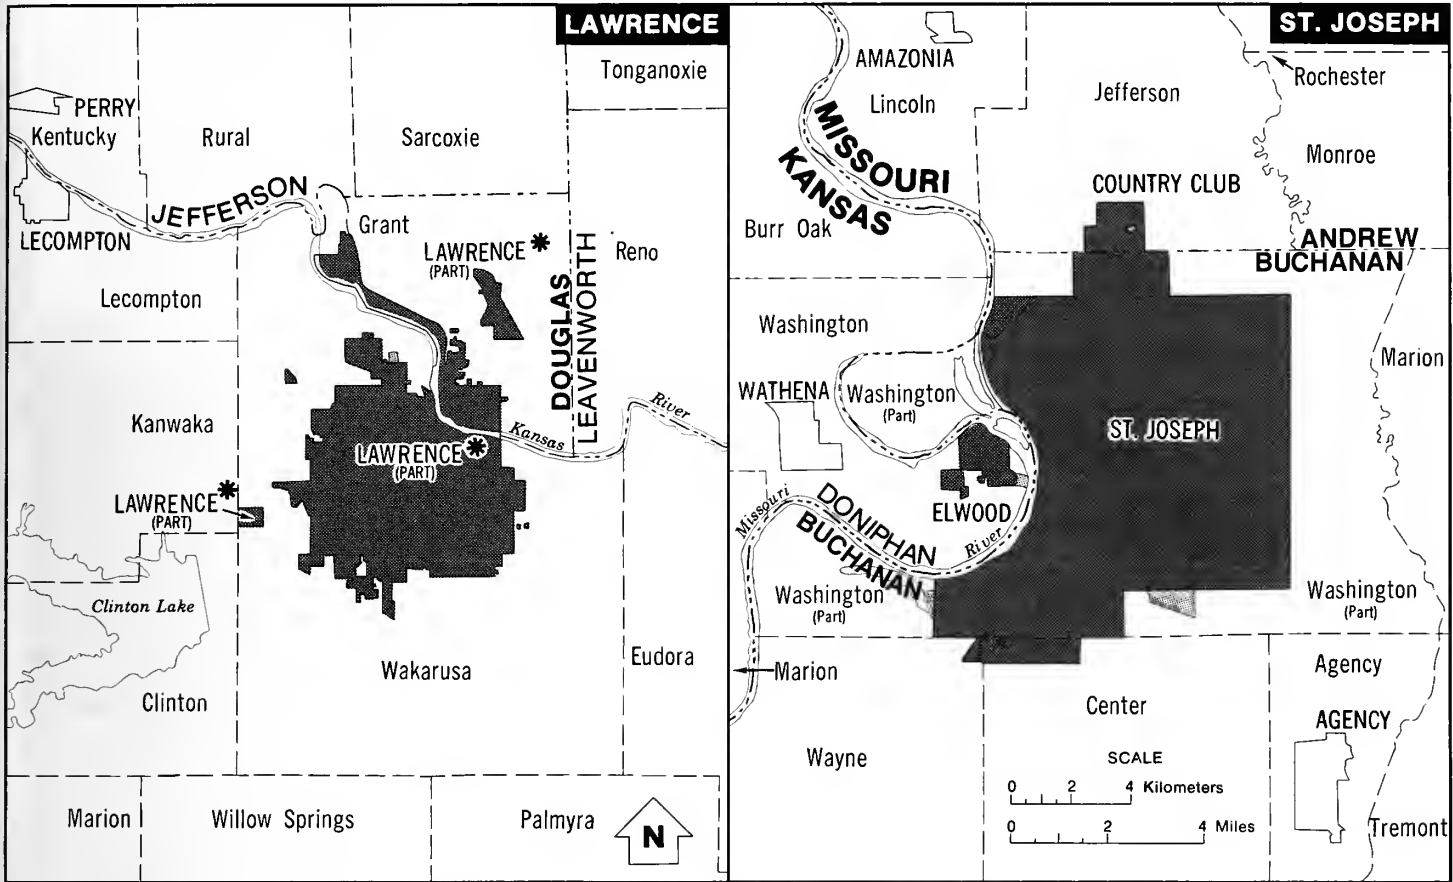 LAWRENCE
Tonganoxie
PERRY
Kentucky
Rural
Sarcoxie
JEFFERSON
Grant
LECOMPTON
LAWRENCE
(PART)
Reno
DOUGLAS
LEAVENWORTH
Lecompton
Kanwaka
River
Kansas
LAWRENCE
(PART)
LAWRENCE
(PART)
Clinton Lake
Wakarusa
Eudora
Clinton
Marion
Willow Springs
Palmyra
N
ST. JOSEPH
AMAZONIA
Lincoln
Jefferson
Rochester
Monroe
MISSOURI
KANSAS
COUNTRY CLUB
Burr Oak
ANDREW
BUCHANAN
Washington
Marion
WATHENA
Washington
(Part)
ST. JOSEPH
ELWOOD
Missouri
DONIPHAN
BUCHANAN
River
Washington
(Part)
Washington
(Part)
Marion
Agency
Center
AGENCY
Wayne
SCALE
0 2 4 Kilometers
0 2 4 Miles
Tremont